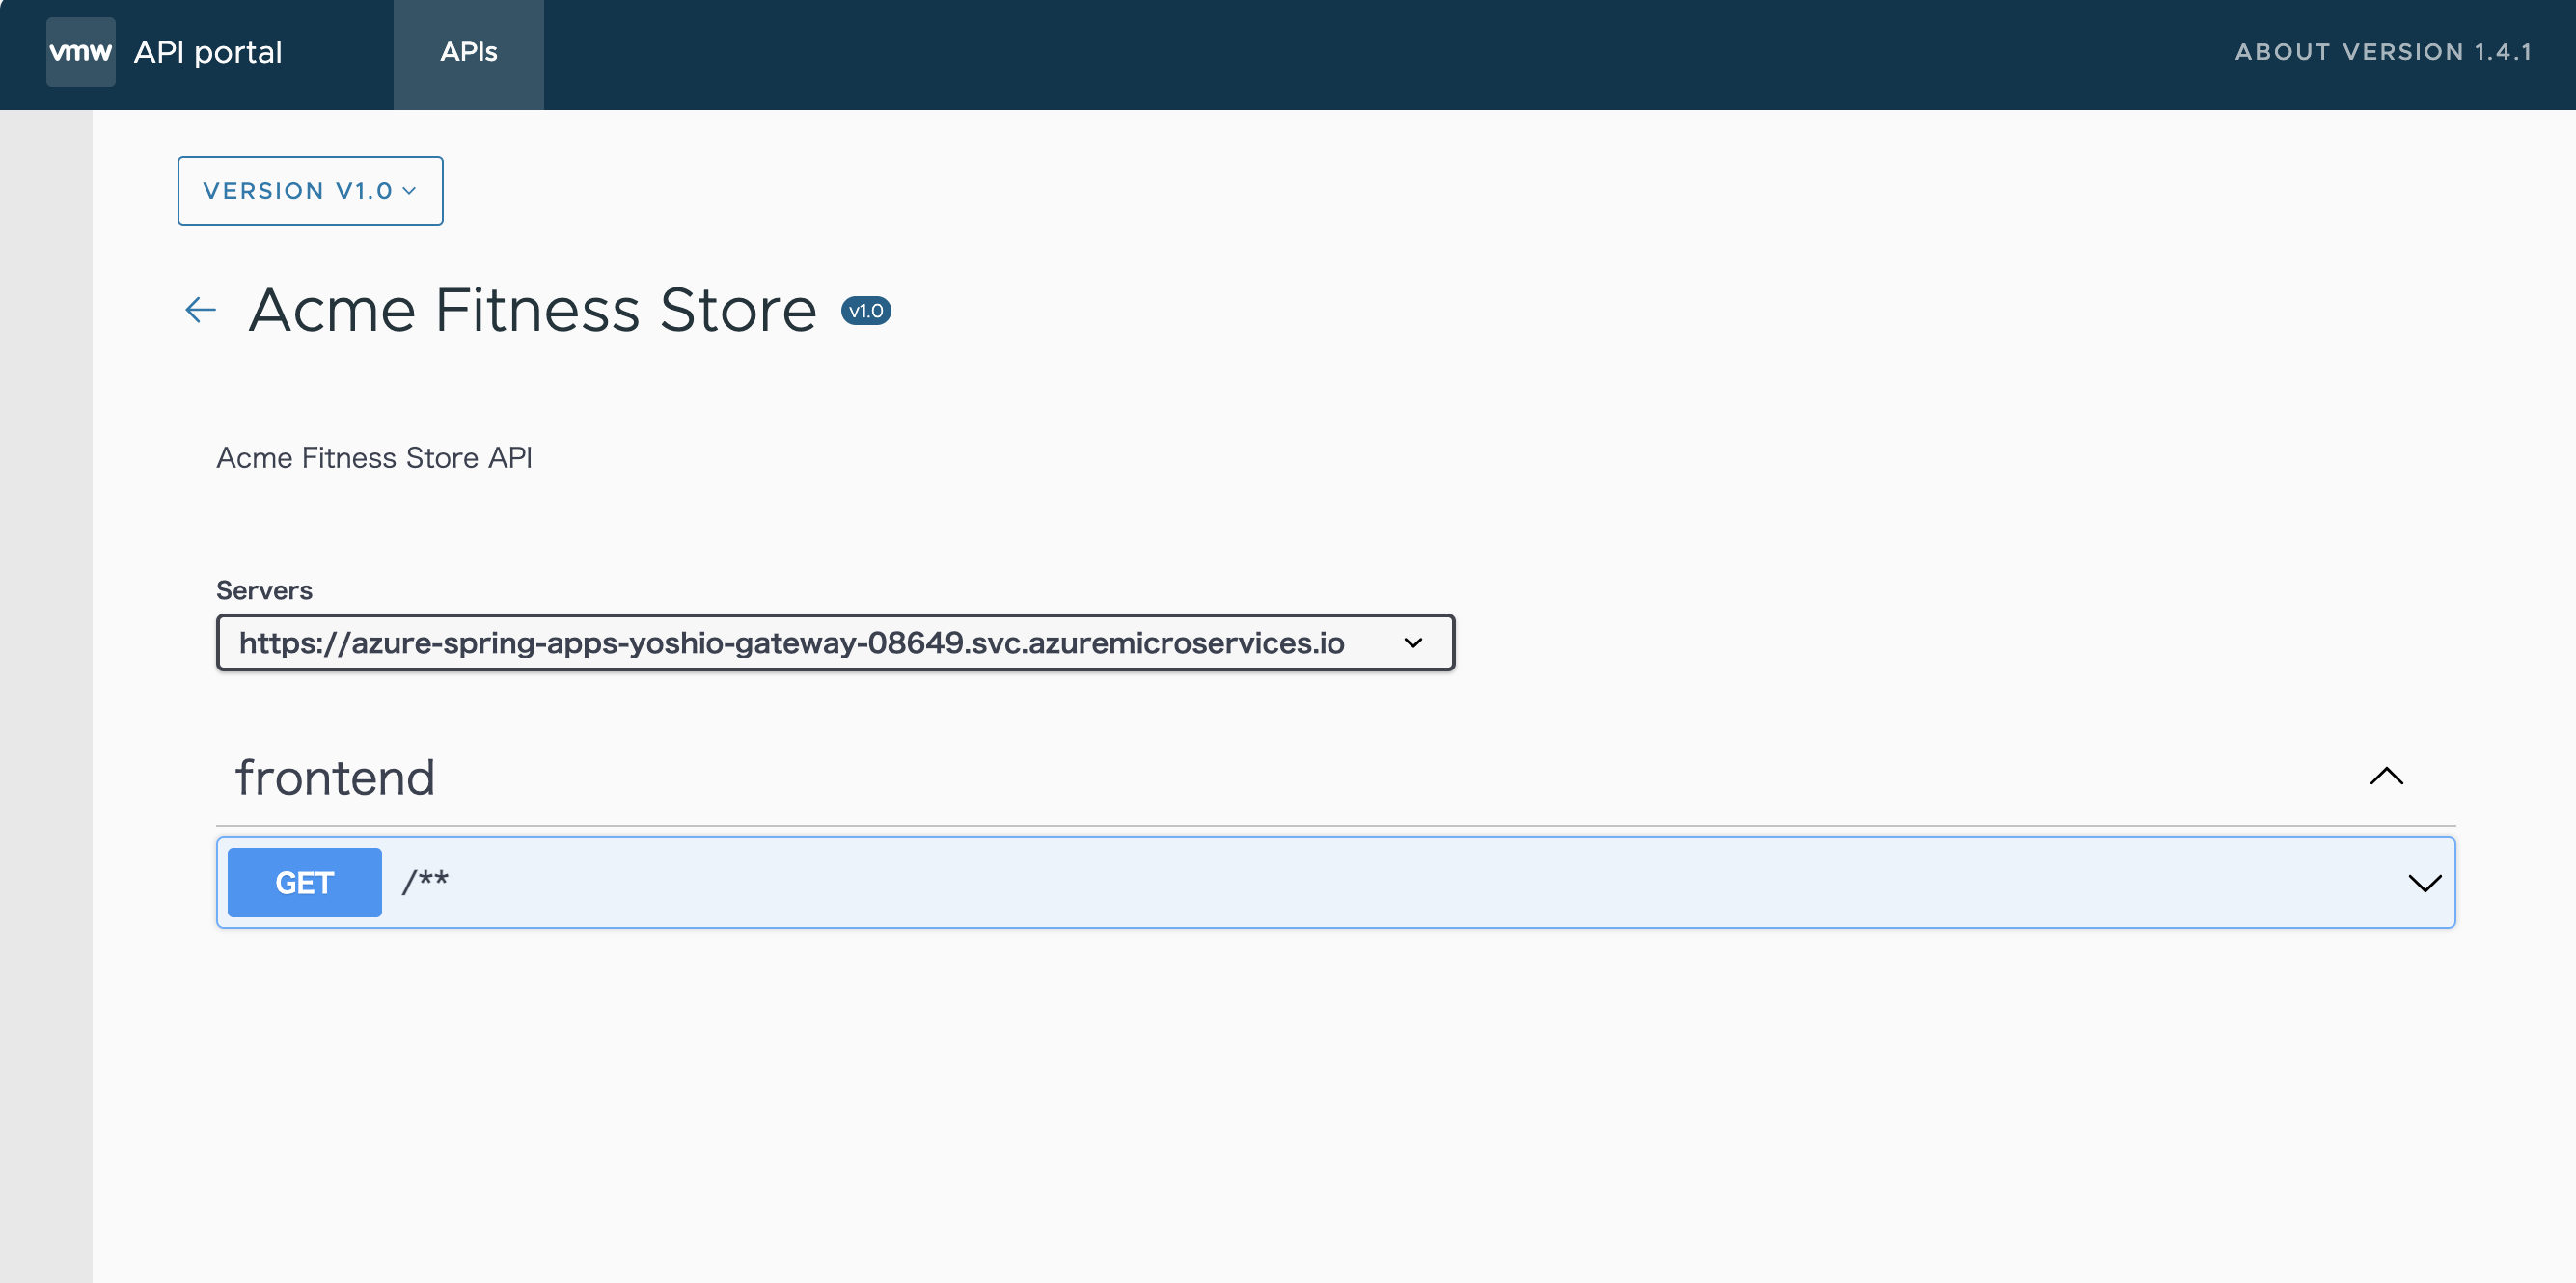 vmw API portal APIs ABOUT VERSION 1.4.1
VERSION V1.0
Acme Fitness Store v1.0
Acme Fitness Store API
Servers
https://azure-spring-apps-yoshio-gateway-08649.svc.azuremicroservices.io
frontend
GET /**